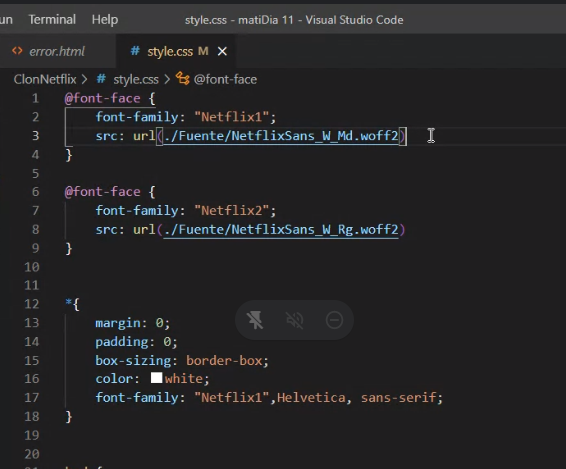 un Terminal Help style.css - matiDia 11 - Visual Studio Code
<> error.html # style.css M ×
ClonNetflix > # style.css > @font-face
1 @font-face {
2 font-family: "Netflix1";
3 src: url(./Fuente/NetflixSans_W_Md.woff2)
4 }
5
6 @font-face {
7 font-family: "Netflix2";
8 src: url(./Fuente/NetflixSans_W_Rg.woff2)
9 }
10
11
12 *{
13 margin: 0;
14 padding: 0;
15 box-sizing: border-box;
16 color: white;
17 font-family: "Netflix1",Helvetica, sans-serif;
18 }
19
20